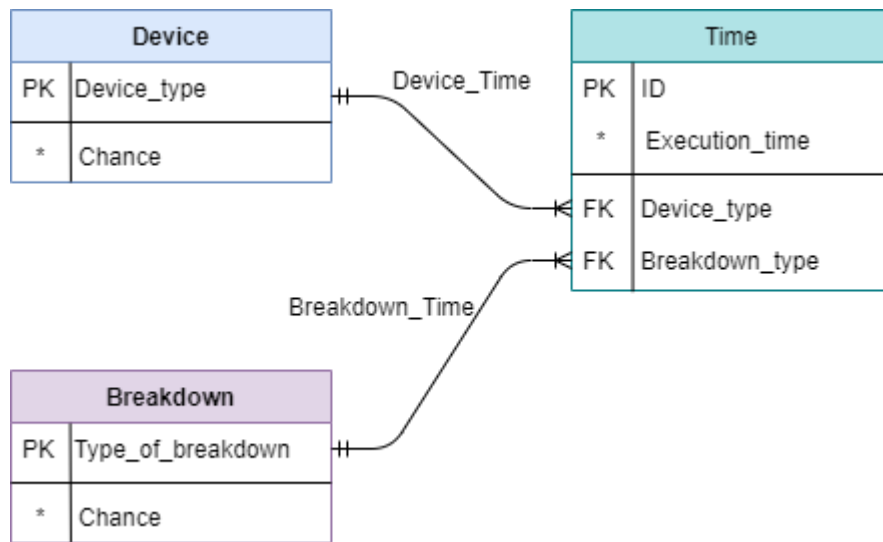 Device
PK Device_type
* Chance
Device_Time
Time
PK ID
* Execution_time
FK Device_type
FK Breakdown_type
Breakdown_Time
Breakdown
PK Type_of_breakdown
* Chance